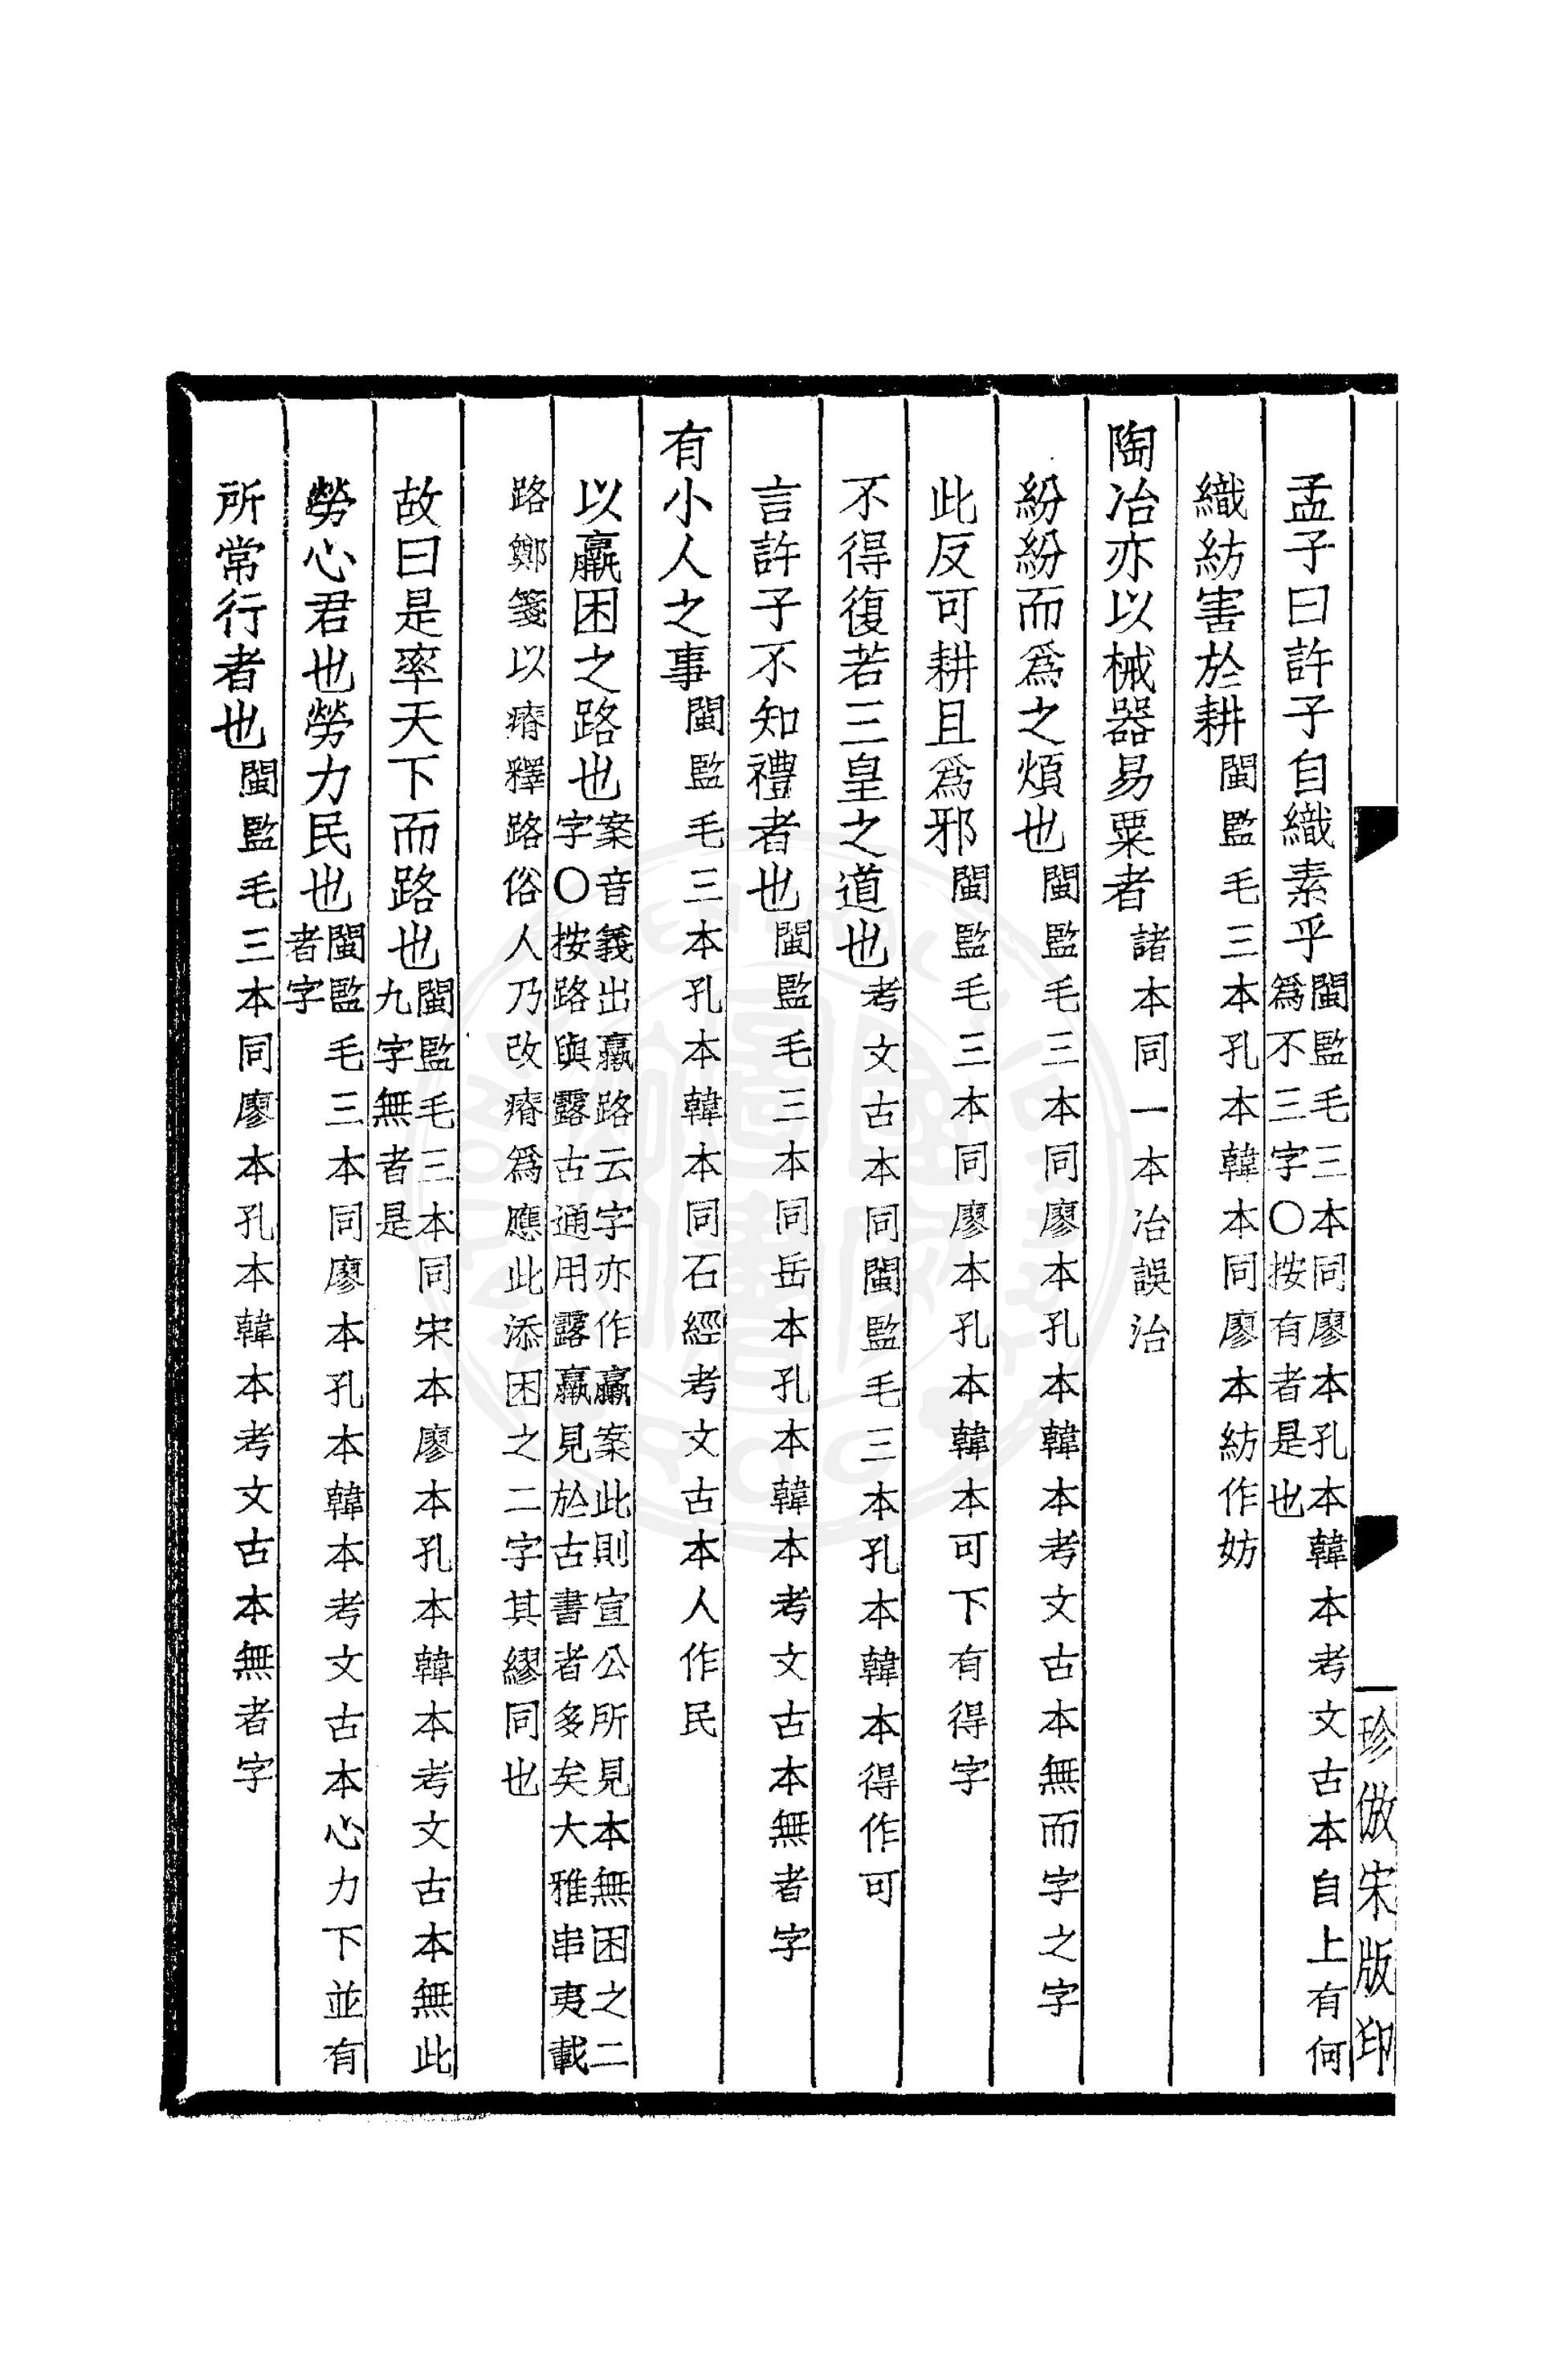 孟子曰許子自織素乎閩監毛三本同廖本孔本韓本考文古本自上有何爲不三字〇按有者是也
織紡害於耕閩監毛三本孔本韓本同廖本紡作妨
陶冶亦以械器易粟者諸本同一本冶誤治
紛紛而爲之煩也閩監毛三本同廖本孔本韓本考文古本無而字之字
此反可耕且爲邪閩監毛三本同廖本孔本韓本可下有得字
不得復若三皇之道也考文古本同閩監毛三本孔本韓本得作可
言許子不知禮者也閩監毛三本同岳本孔本韓本考文古本無者字
有小人之事閩監毛三本孔本韓本同石經考文古本人作民
以羸困之路也案音義出羸路云字亦作羸案此則宣公所見本無困之二字〇按路與露古通用露羸見於古書者多矣大雅串夷載
路鄭箋以瘠釋路俗人乃改瘠爲應此添困之二字其繆同也
故曰是率天下而路也閩監毛三本同宋本廖本孔本韓本考文古本無此九字無者是
勞心君也勞力民也閩監毛三本同廖本孔本韓本考文古本心力下並有者字
所常行者也閩監毛三本同廖本孔本韓本考文古本無者字
珍倣宋版印